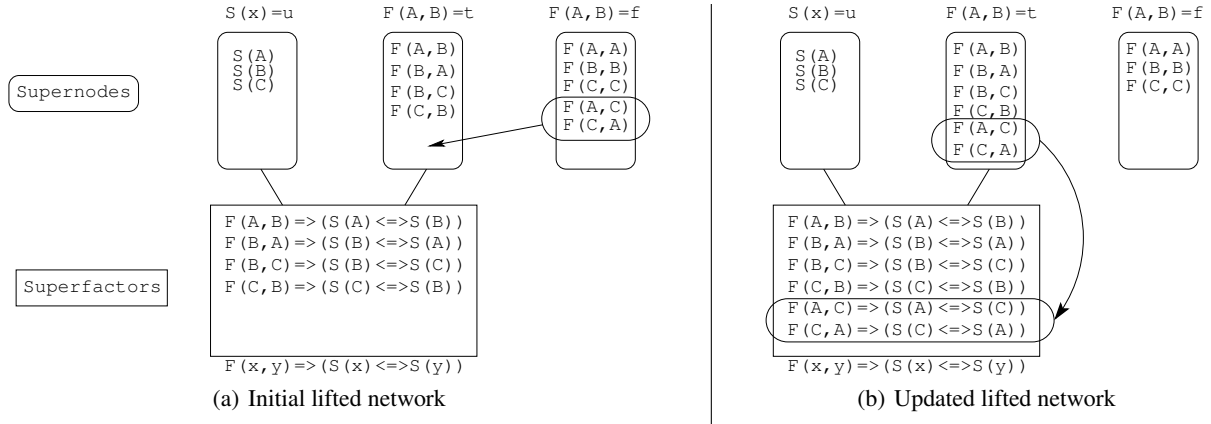 S(x)=u F(A,B)=t F(A,B)=f
S(A)
S(B)
S(C)
F(A,B)
F(B,A)
F(B,C)
F(C,B)
F(A,A)
F(B,B)
F(C,C)
F(A,C)
F(C,A)
Supernodes
F(A,B)=>(S(A)<=>S(B))
F(B,A)=>(S(B)<=>S(A))
F(B,C)=>(S(B)<=>S(C))
F(C,B)=>(S(C)<=>S(B))
Superfactors
F(x,y)=>(S(x)<=>S(y))
(a) Initial lifted network
S(x)=u F(A,B)=t F(A,B)=f
S(A)
S(B)
S(C)
F(A,B)
F(B,A)
F(B,C)
F(C,B)
F(A,C)
F(C,A)
F(A,A)
F(B,B)
F(C,C)
F(A,B)=>(S(A)<=>S(B))
F(B,A)=>(S(B)<=>S(A))
F(B,C)=>(S(B)<=>S(C))
F(C,B)=>(S(C)<=>S(B))
F(A,C)=>(S(A)<=>S(C))
F(C,A)=>(S(C)<=>S(A))
F(x,y)=>(S(x)<=>S(y))
(b) Updated lifted network